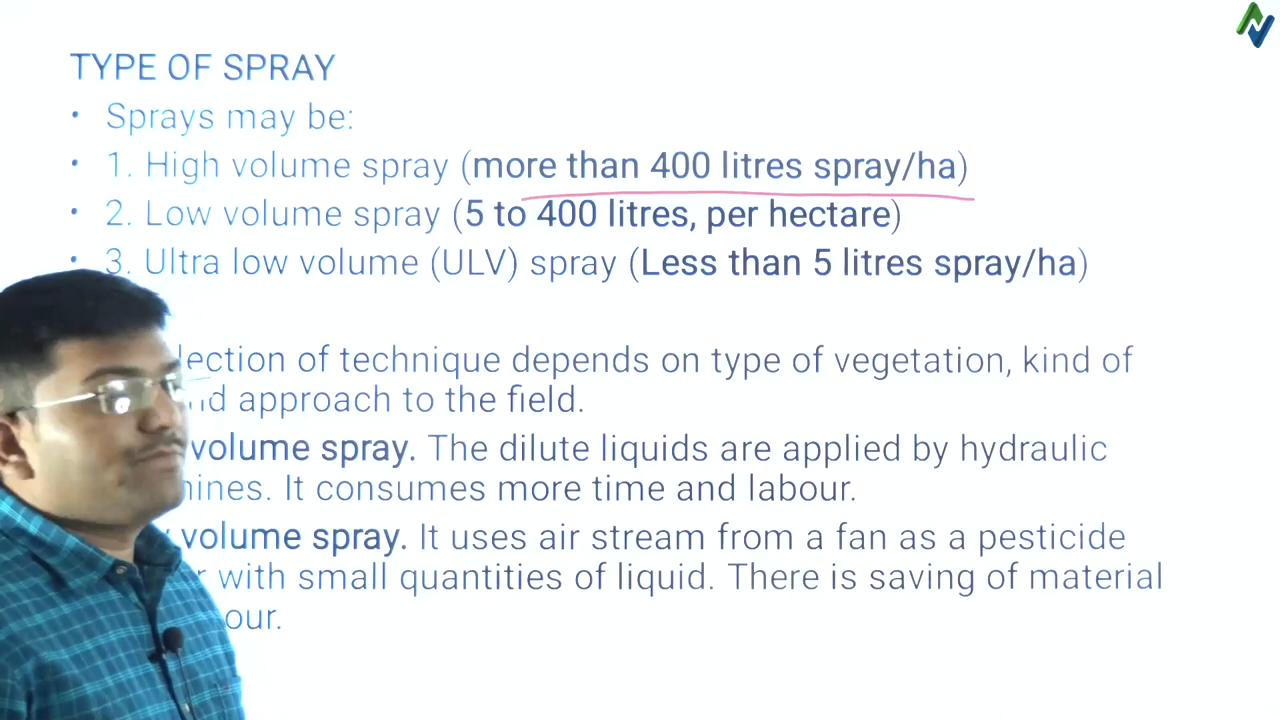 TYPE OF SPRAY
• Sprays may be:
• 1. High volume spray (more than 400 litres spray/ha)
• 2. Low volume spray (5 to 400 litres, per hectare)
• 3. Ultra low volume (ULV) spray (Less than 5 litres spray/ha)
of technique depends on type of vegetation, kind of
approach to the field.
volume spray. The dilute liquids are applied by hydraulic
It consumes more time and labour.
volume spray. It uses air stream from a fan as a pesticide
with small quantities of liquid. There is saving of material